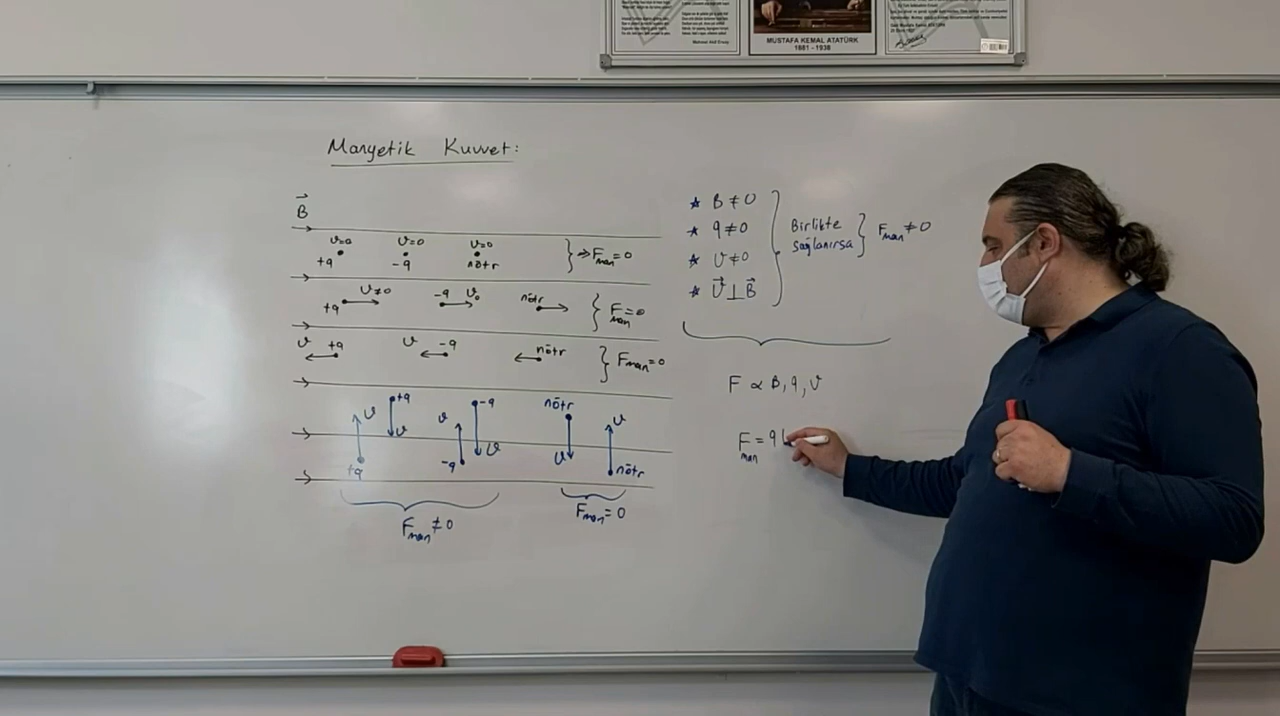 MUSTAFA KEMAL ATATÜRK
1881 - 1938
Manyetik Kuvvet:
B
v=0 v=0 v=0
+q -q nötr
}⇒ Fman=0
+q v≠0 -q v₀ nötr } Fman=0
v +q v -q nötr } Fman=0
+q v -q v nötr v
v +q v -q v nötr
Fman≠0 Fman=0
★ B≠0
★ q≠0
★ v≠0
★ v⊥B
Birlikte
sağlanırsa
} Fman≠0
F ∝ B, q, v
Fman = q